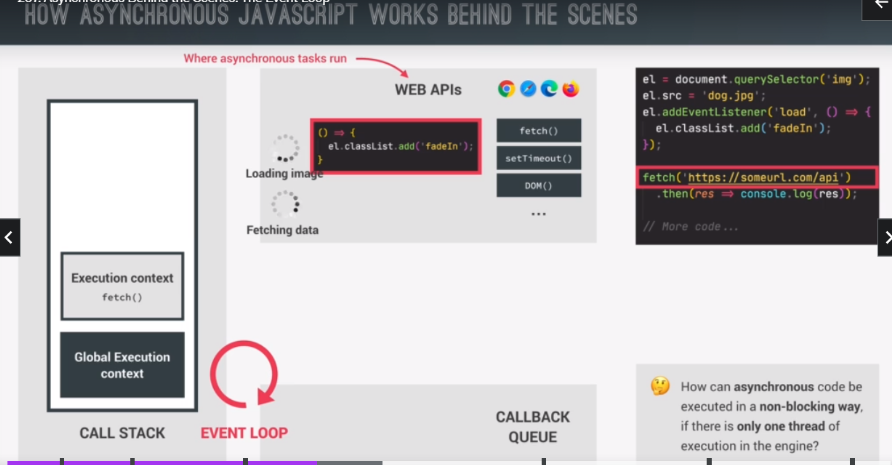 287. Asynchronous Behind the Scenes: The Event Loop
HOW ASYNCHRONOUS JAVASCRIPT WORKS BEHIND THE SCENES
Where asynchronous tasks run
WEB APIs
() => {
el.classList.add('fadeIn');
}
Loading image
Fetching data
fetch()
setTimeout()
DOM()
...
el = document.querySelector('img');
el.src = 'dog.jpg';
el.addEventListener('load', () => {
el.classList.add('fadeIn');
});
fetch('https://someurl.com/api')
.then(res => console.log(res));
// More code ...
Execution context
fetch()
Global Execution
context
CALL STACK
EVENT LOOP
CALLBACK
QUEUE
How can asynchronous code be
executed in a non-blocking way,
if there is only one thread of
execution in the engine?